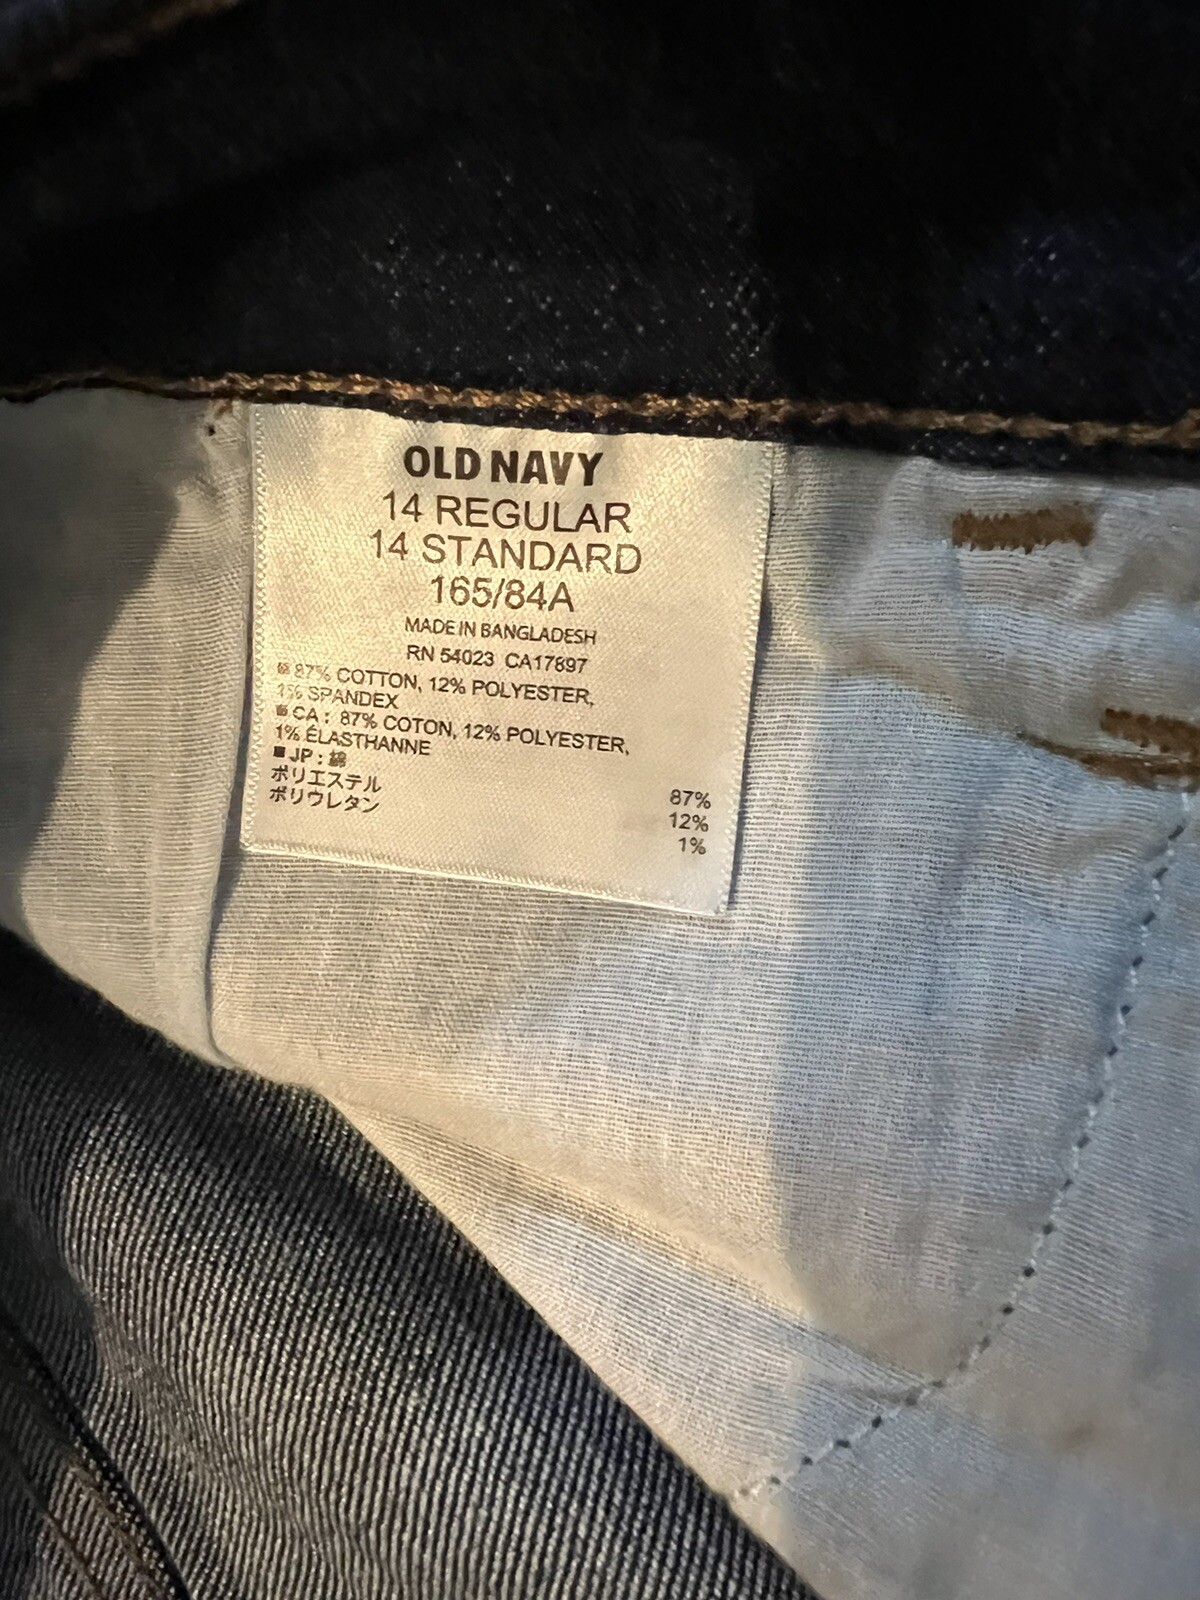 OLD NAVY
14 REGULAR
14 STANDARD
165/84A
MADE IN BANGLADESH
RN 54023 CA17897
87% COTTON, 12% POLYESTER,
1% SPANDEX
CA : 87% COTON, 12% POLYESTER,
1% ÉLASTHANNE
JP : 綿 87%
ポリエステル 12%
ポリウレタン 1%